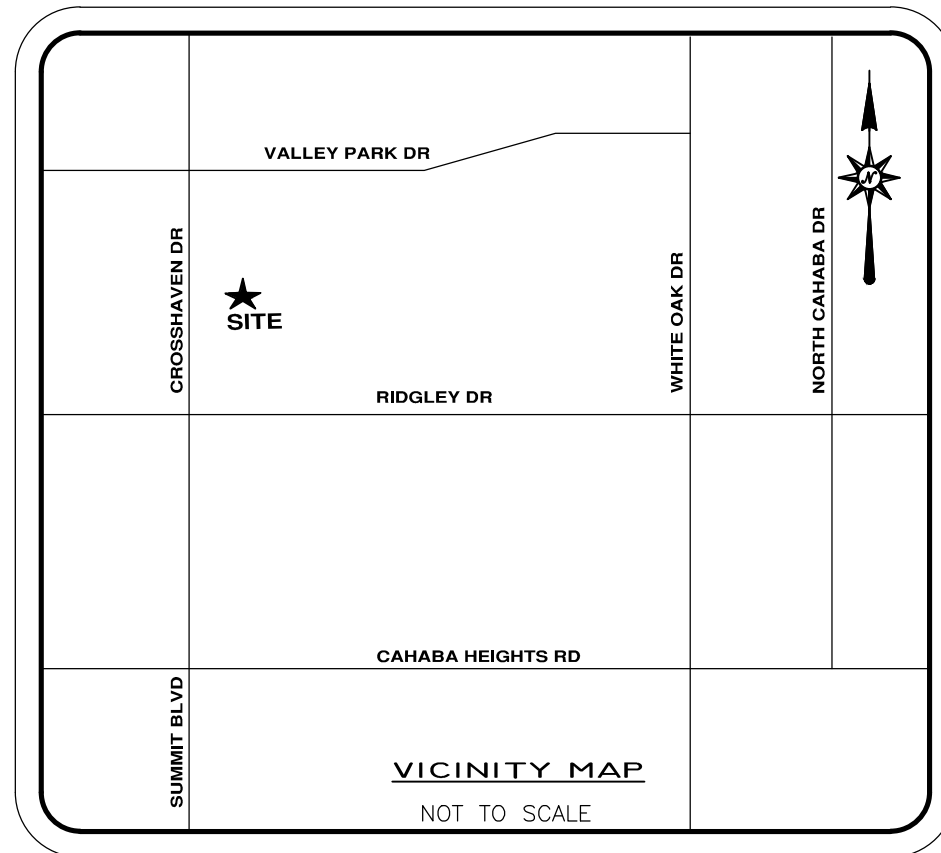 VALLEY PARK DR
N
CROSSHAVEN DR
SITE
WHITE OAK DR
NORTH CAHABA DR
RIDGLEY DR
CAHABA HEIGHTS RD
SUMMIT BLVD
VICINITY MAP
NOT TO SCALE